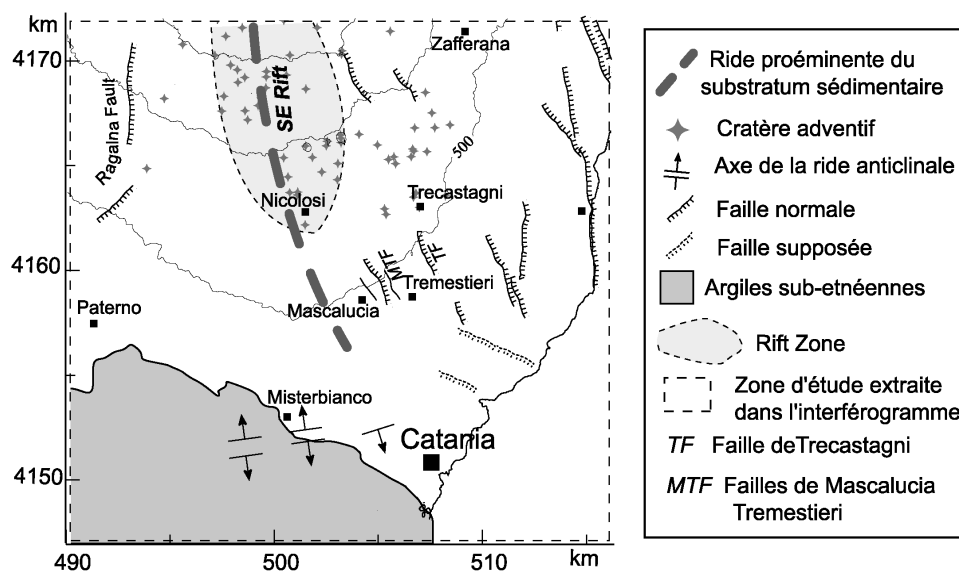 km
4170
4160
4150
490
500
510
km
Zafferana
SE Rift
Ragalna Fault
500
Nicolosi
Trecastagni
MTF
TF
Tremestieri
Mascalucia
Paterno
Misterbianco
Catania
Ride proéminente du
substratum sédimentaire
Cratère adventif
Axe de la ride anticlinale
Faille normale
Faille supposée
Argiles sub-etnéennes
Rift Zone
Zone d'étude extraite
dans l'interférogramme
TF Faille deTrecastagni
MTF Failles de Mascalucia
Tremestieri